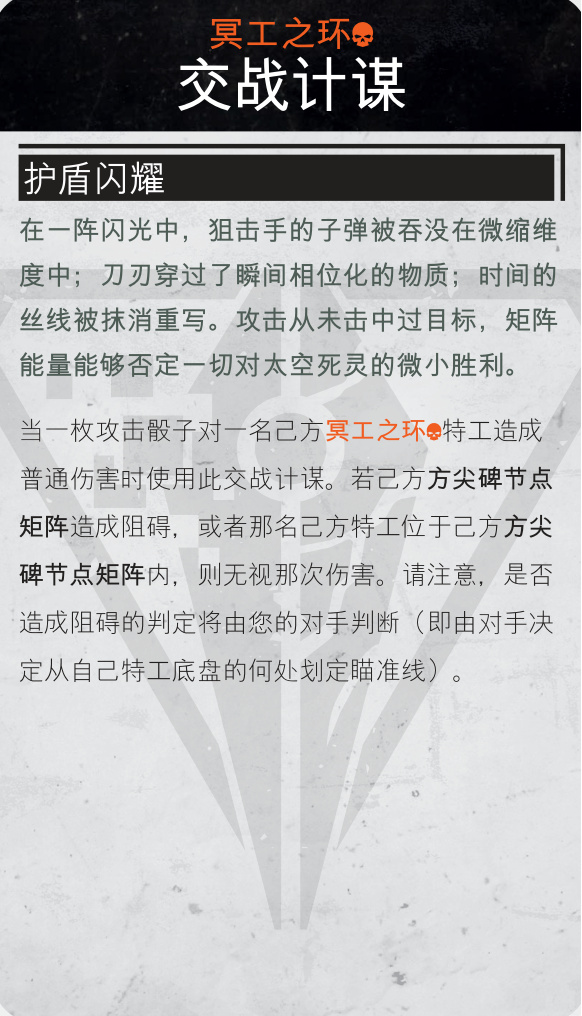 冥工之环
交战计谋
护盾闪耀
在一阵闪光中，狙击手的子弹被吞没在微缩维
度中；刀刃穿过了瞬间相位化的物质；时间的
丝线被抹消重写。攻击从未击中过目标，矩阵
能量能够否定一切对太空死灵的微小胜利。
当一枚攻击骰子对一名己方冥工之环特工造成
普通伤害时使用此交战计谋。若己方方尖碑节点
矩阵造成阻碍，或者那名己方特工位于己方方尖
碑节点矩阵内，则无视那次伤害。请注意，是否
造成阻碍的判定将由您的对手判断（即由对手决
定从自己特工底盘的何处划定瞄准线）。